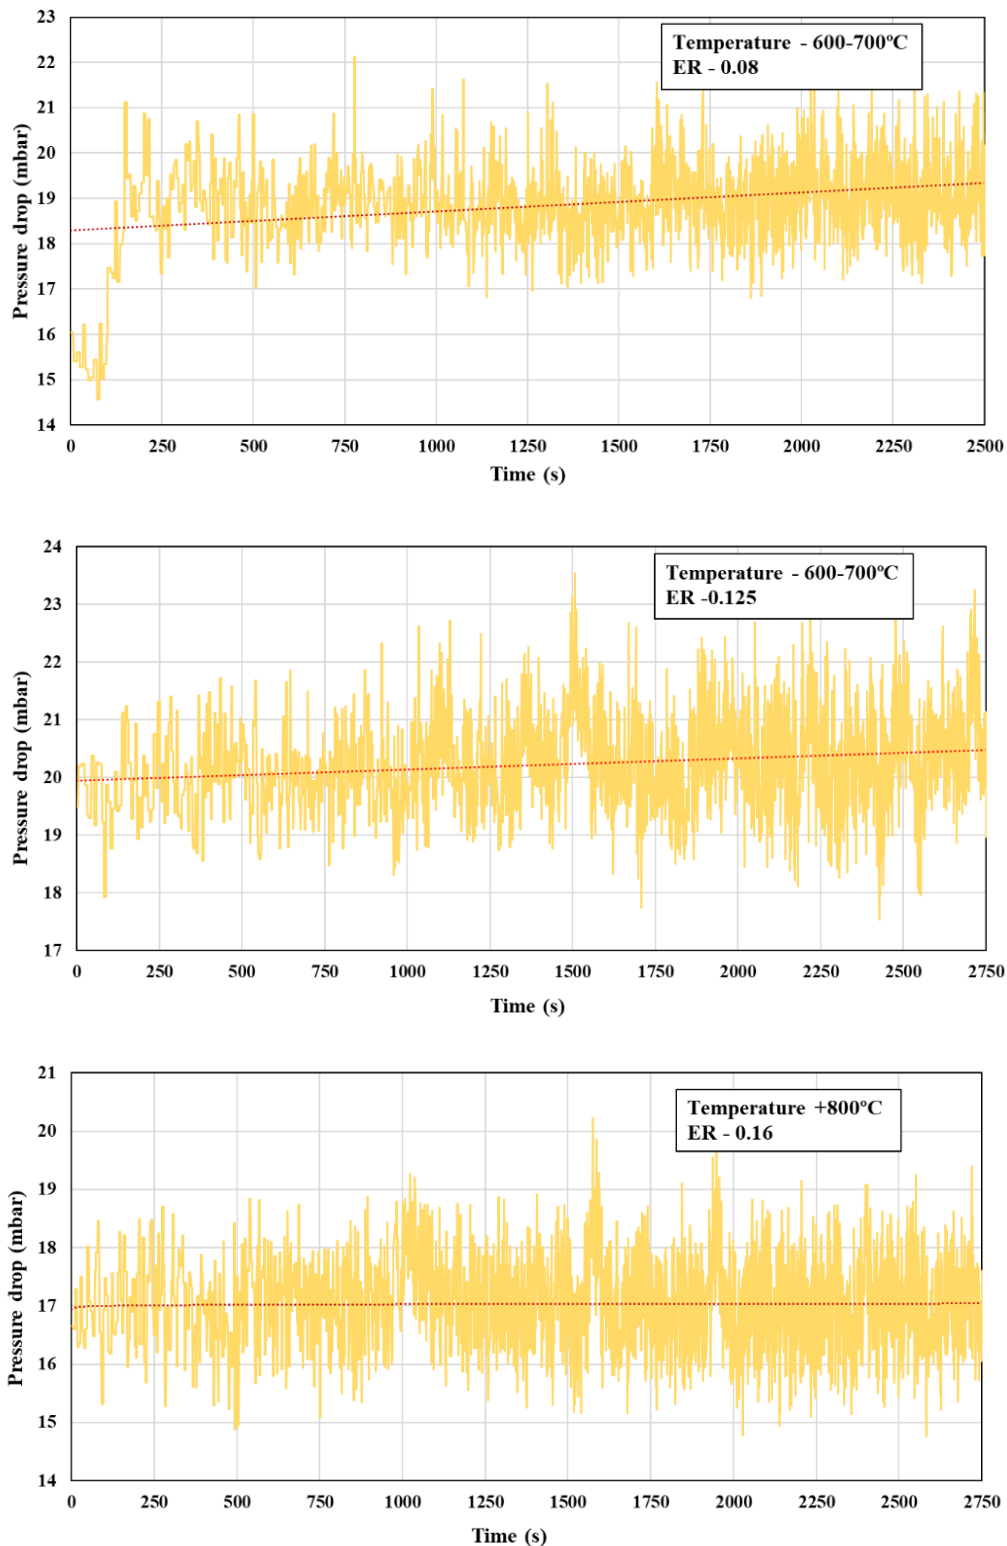 23
22
21
20
19
18
17
16
15
14
Pressure drop (mbar)
Temperature - 600-700ºC
ER - 0.08
0 250 500 750 1000 1250 1500 1750 2000 2250 2500
Time (s)
24
23
22
21
20
19
18
17
Pressure drop (mbar)
Temperature - 600-700ºC
ER -0.125
0 250 500 750 1000 1250 1500 1750 2000 2250 2500 2750
Time (s)
21
20
19
18
17
16
15
14
Pressure drop (mbar)
Temperature +800ºC
ER - 0.16
0 250 500 750 1000 1250 1500 1750 2000 2250 2500 2750
Time (s)